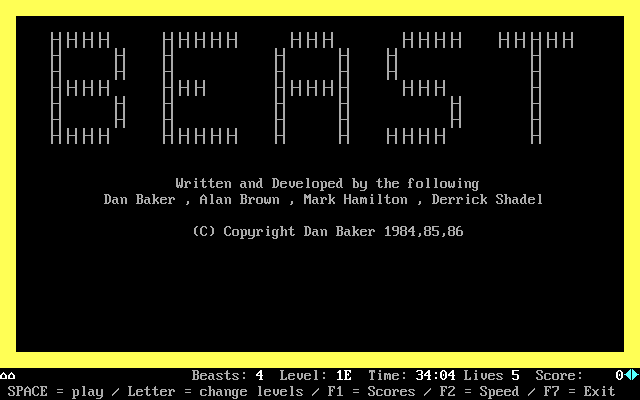 BEAST
Written and Developed by the following
Dan Baker , Alan Brown , Mark Hamilton , Derrick Shadel
(C) Copyright Dan Baker 1984,85,86
Beasts: 4 Level: 1E Time: 34:04 Lives 5 Score: 0
SPACE = play / Letter = change levels / F1 = Scores / F2 = Speed / F7 = Exit